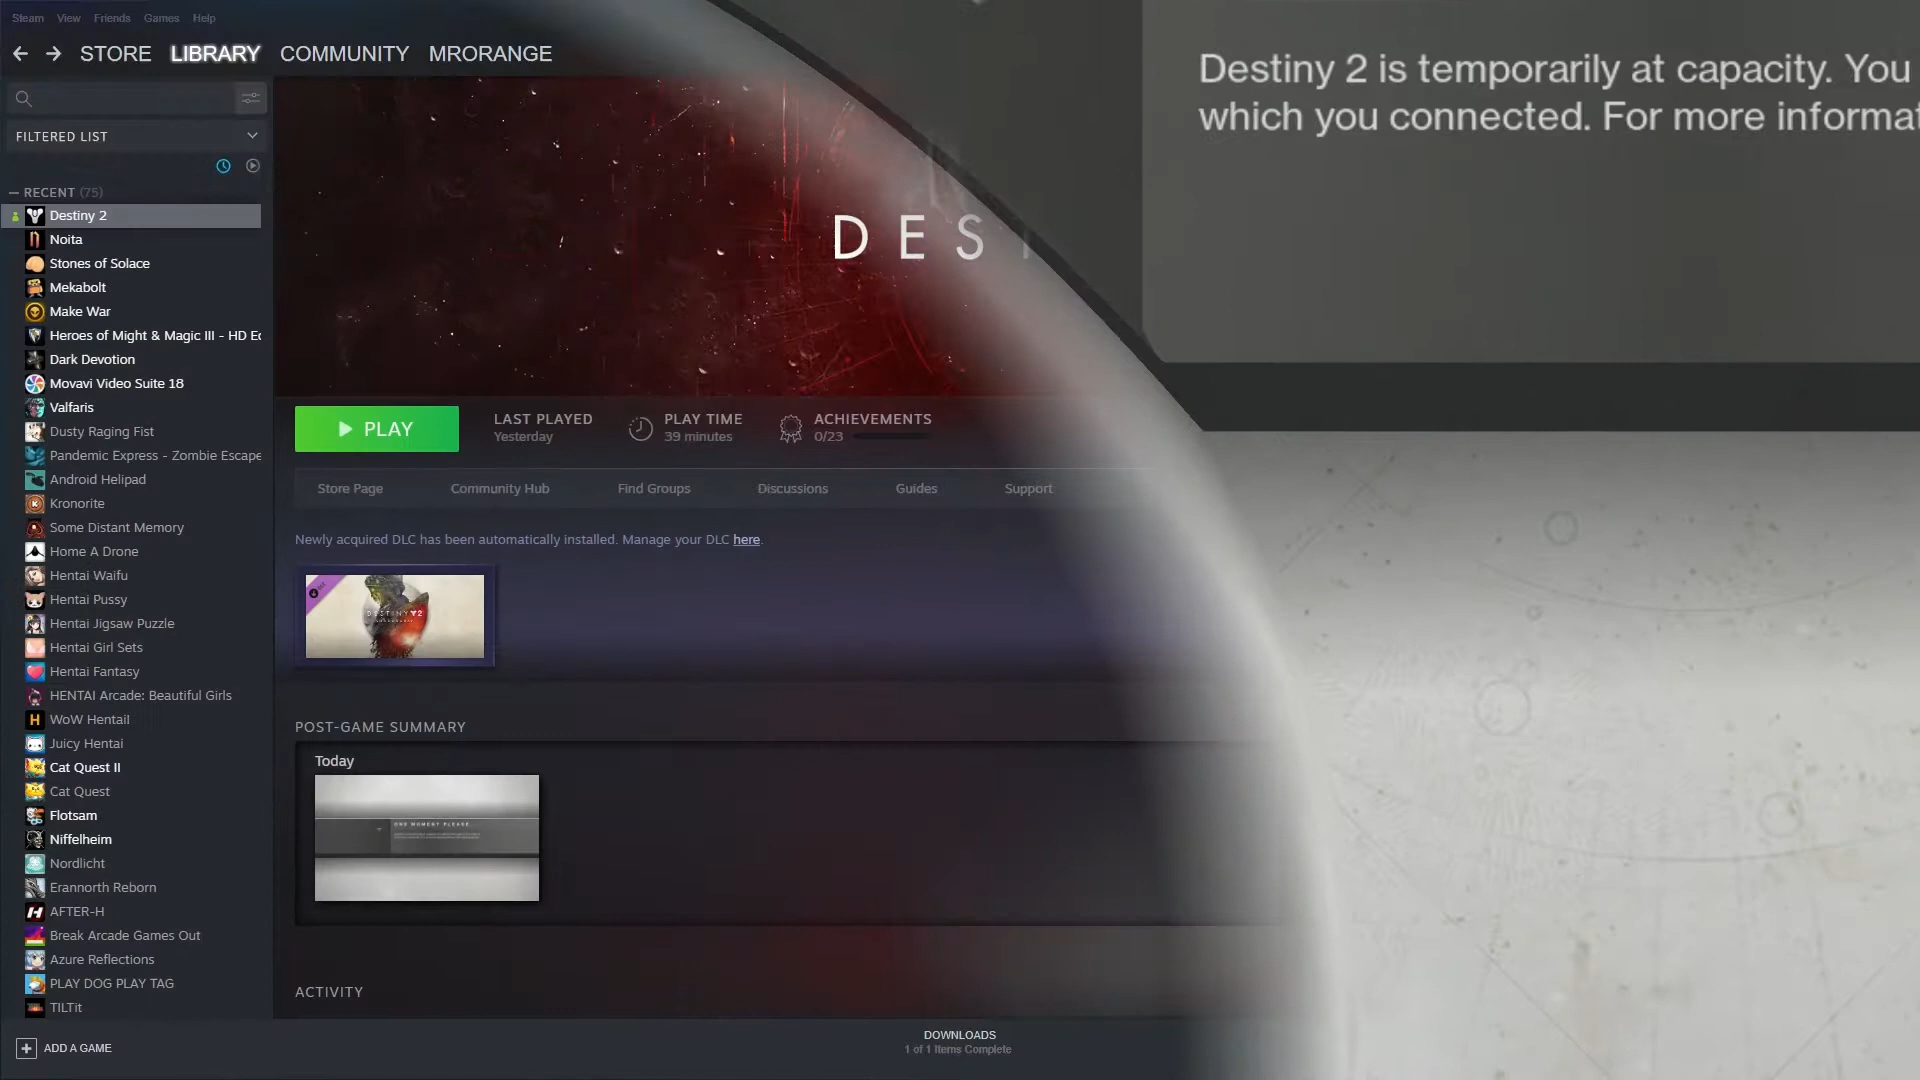 Steam View Friends Games Help
STORE LIBRARY COMMUNITY MRORANGE
FILTERED LIST
RECENT (75)
Destiny 2
Noita
Stones of Solace
Mekabolt
Make War
Heroes of Might & Magic III - HD Ec
Dark Devotion
Movavi Video Suite 18
Valfaris
Dusty Raging Fist
Pandemic Express - Zombie Escape
Android Helipad
Kronorite
Some Distant Memory
Home A Drone
Hentai Waifu
Hentai Pussy
Hentai Jigsaw Puzzle
Hentai Girl Sets
Hentai Fantasy
HENTAI Arcade: Beautiful Girls
WoW Hentail
Juicy Hentai
Cat Quest II
Cat Quest
Flotsam
Niffelheim
Nordlicht
Erannorth Reborn
AFTER-H
Break Arcade Games Out
Azure Reflections
PLAY DOG PLAY TAG
TILTit
ADD A GAME
DES
PLAY
LAST PLAYED
Yesterday
PLAY TIME
39 minutes
ACHIEVEMENTS
0/23
Store Page Community Hub Find Groups Discussions Guides Support
Newly acquired DLC has been automatically installed. Manage your DLC here.
DESTINY 2
POST-GAME SUMMARY
Today
ONE MOMENT PLEASE...
ACTIVITY
DOWNLOADS
1 of 1 Items Complete
Destiny 2 is temporarily at capacity. You
which you connected. For more informat